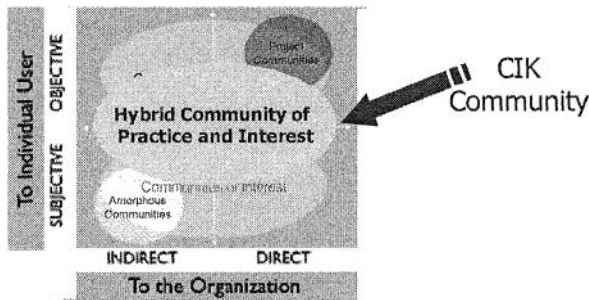 Project
Communities
CIK
Community
Hybrid Community of
Practice and Interest
Communities of Interest
Amorphous
Communities
To Individual User
OBJECTIVE
SUBJECTIVE
INDIRECT
DIRECT
To the Organization